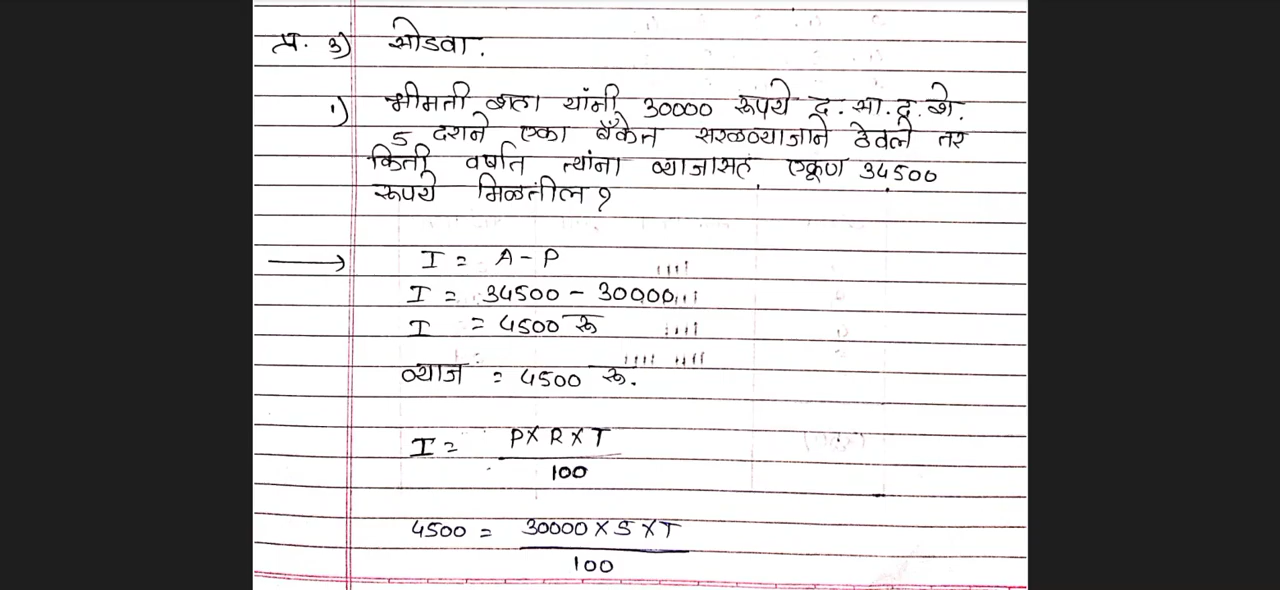 प्र. 3) सोडवा.
१) श्रीमती कला यांनी 30000 रूपये द. सा. द. शे.
5 दराने एका बँकेत सरळव्याजाने ठेवले तर
किती वर्षात त्यांना व्याजासह एकूण 34500
रूपये मिळतील ?
I = A - P
I = 34500 - 30000
I = 4500 रू
व्याज = 4500 रू.
I = P X R X T
100
4500 = 30000 X 5 X T
100